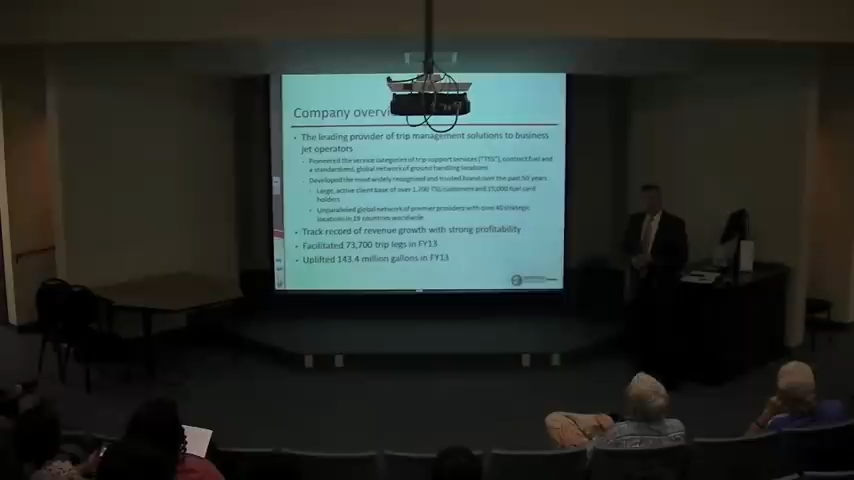 Company overvi
• The leading provider of trip management solutions to business
jet operators
• Pioneered the service categories of trip support services ("TSS"), contract fuel and
a standardized, global network of ground handling locations
• Developed the most widely recognized and trusted brand over the past 50 years
• Large, active client base of over 1,700 TSS customers and 15,000 fuel card
holders
• Unparalleled global network of premier providers with over 40 strategic
locations in 19 countries worldwide
• Track record of revenue growth with strong profitability
• Facilitated 73,700 trip legs in FY13
• Uplifted 143.4 million gallons in FY13